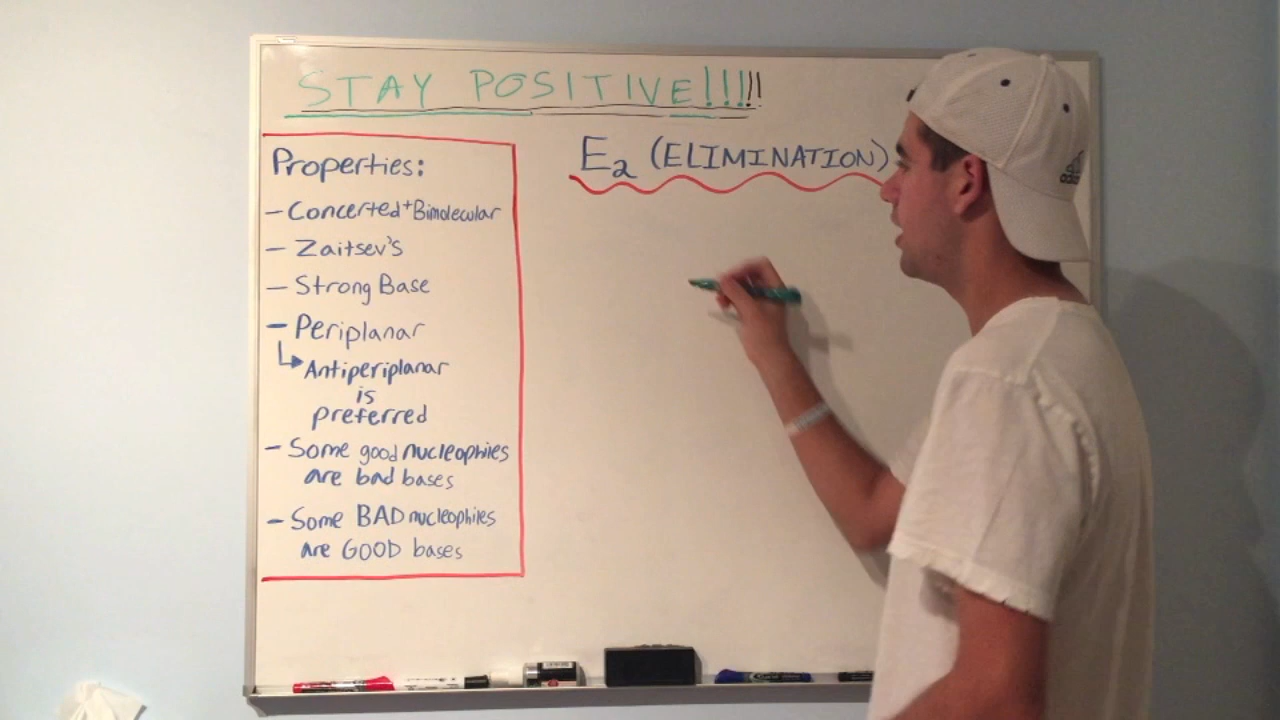 STAY POSITIVE!!!!!!
Properties:
- Concerted + Bimolecular
- Zaitsev's
- Strong Base
- Periplanar
Antiperiplanar
is
preferred
- Some good nucleophiles
are bad bases
- Some BAD nucleophiles
are GOOD bases
E2 (ELIMINATION)
adidas